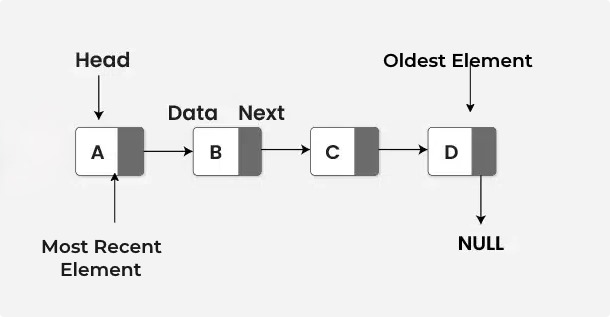 Head
Oldest Element
Data Next
A
B
C
D
Most Recent
Element
NULL